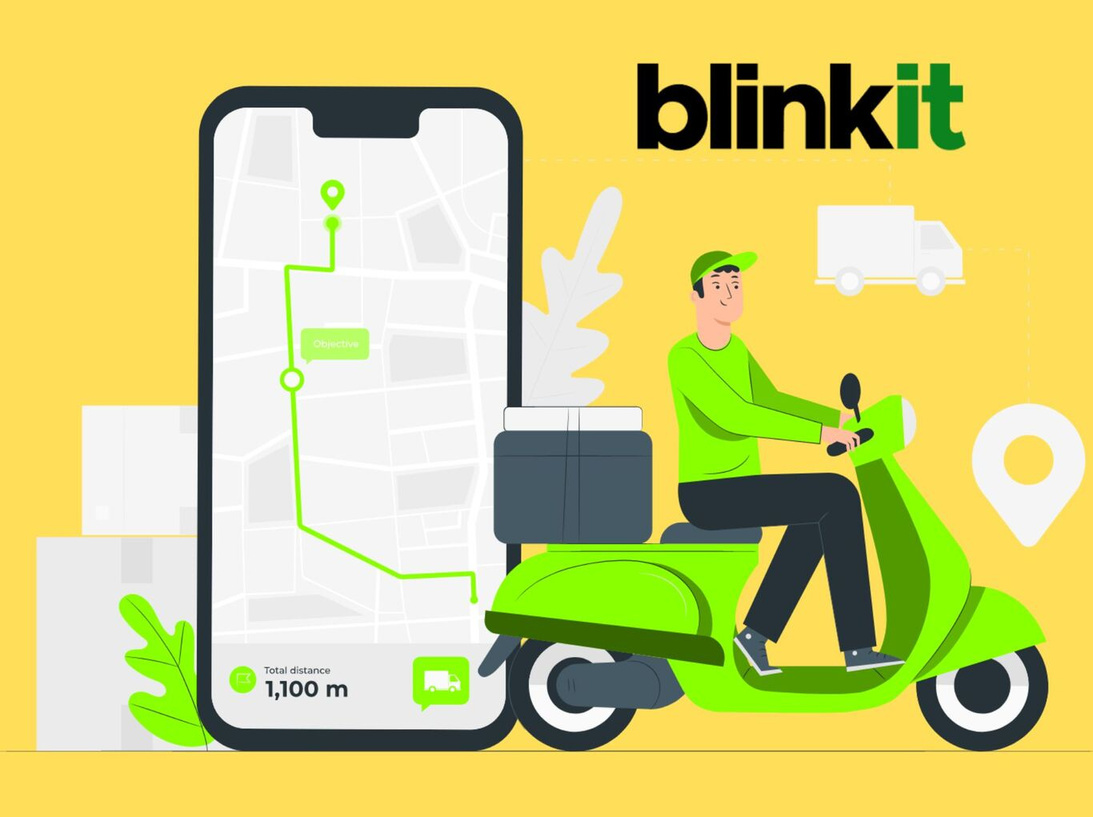 blinkit
Objective
Total distance
1,100 m